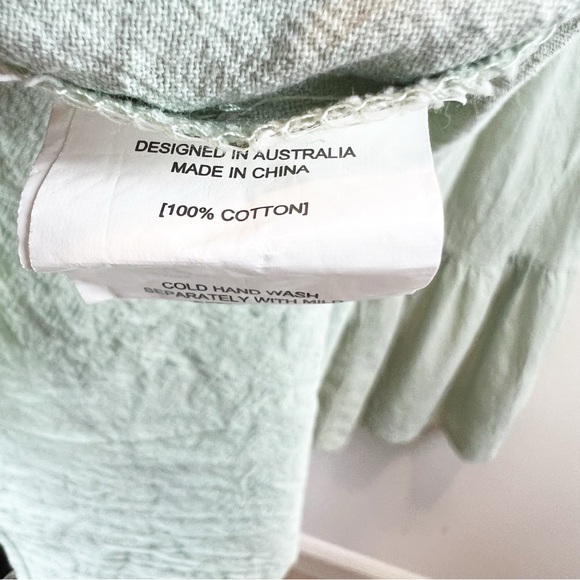 DESIGNED IN AUSTRALIA
MADE IN CHINA
[100% COTTON]
COLD HAND WASH
SEPARATELY WITH MILD